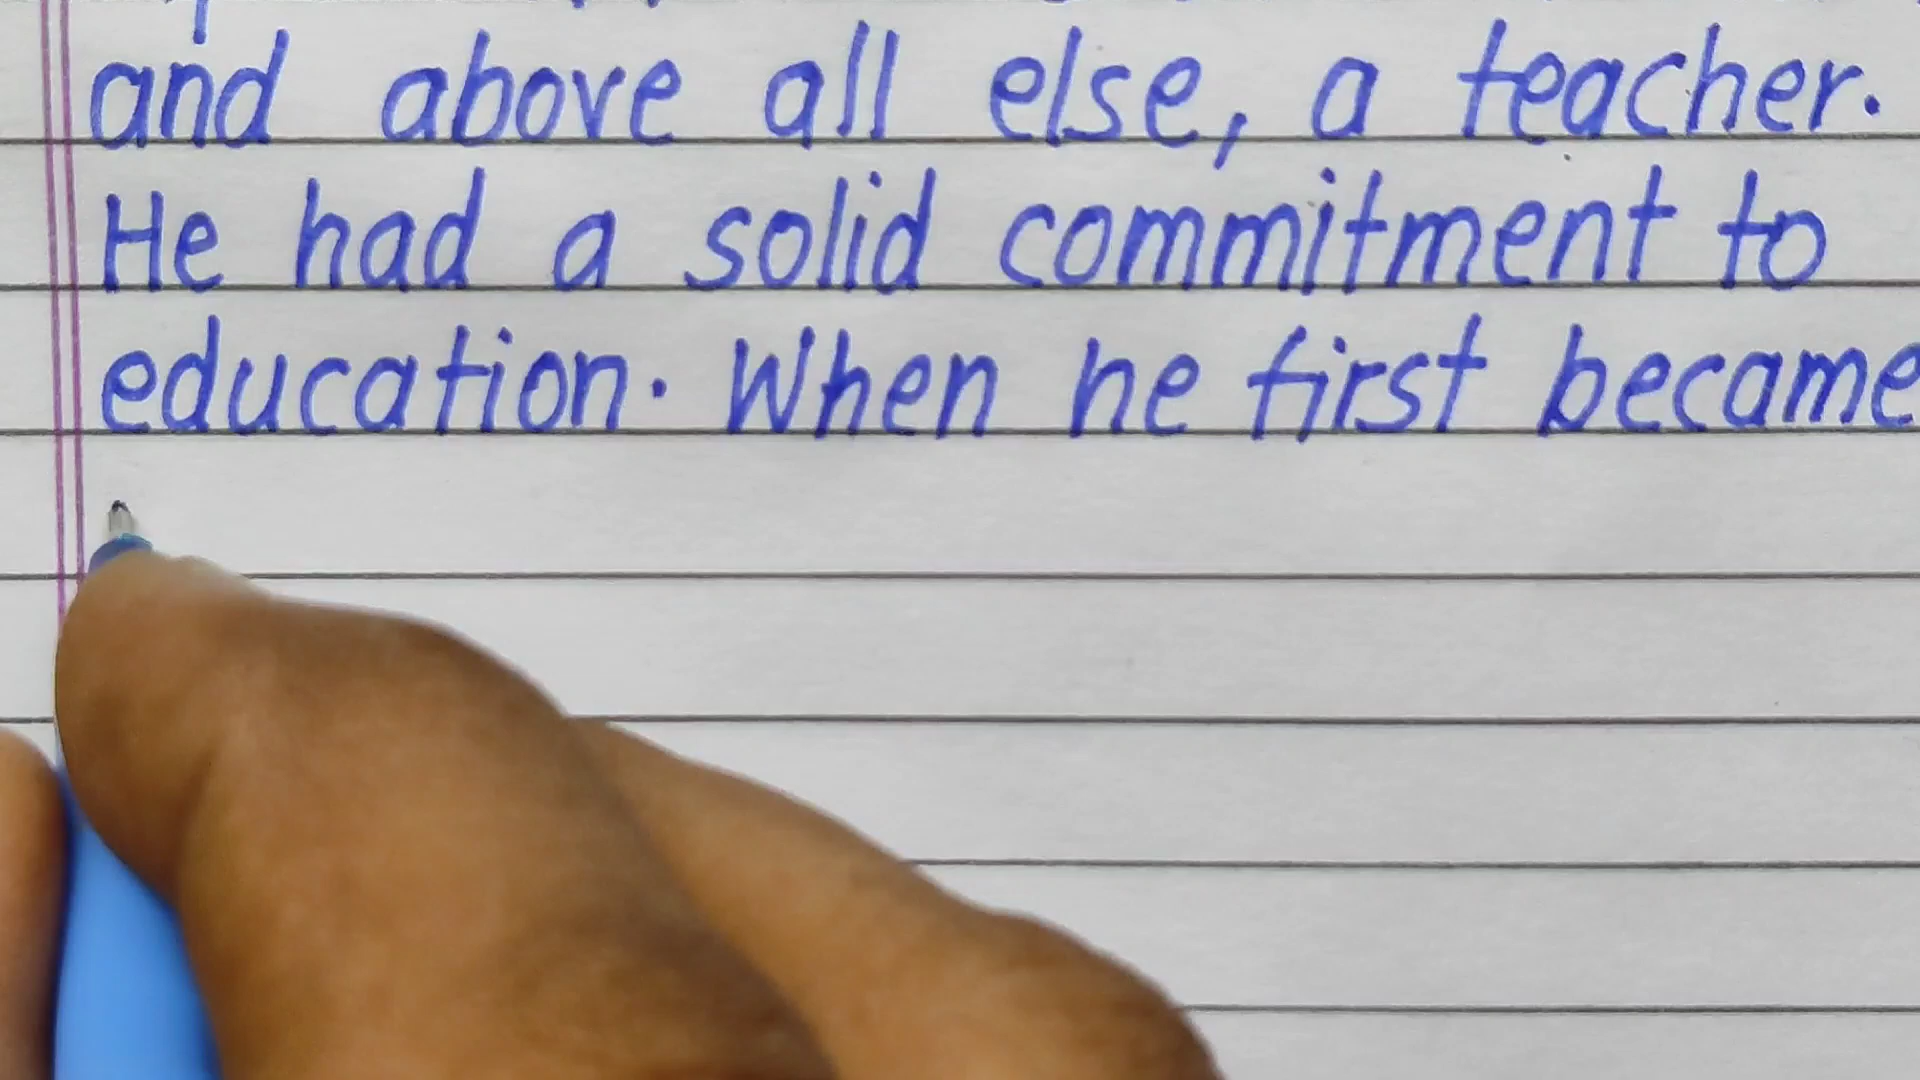 and above all else, a teacher.
He had a solid commitment to
education. When he first became